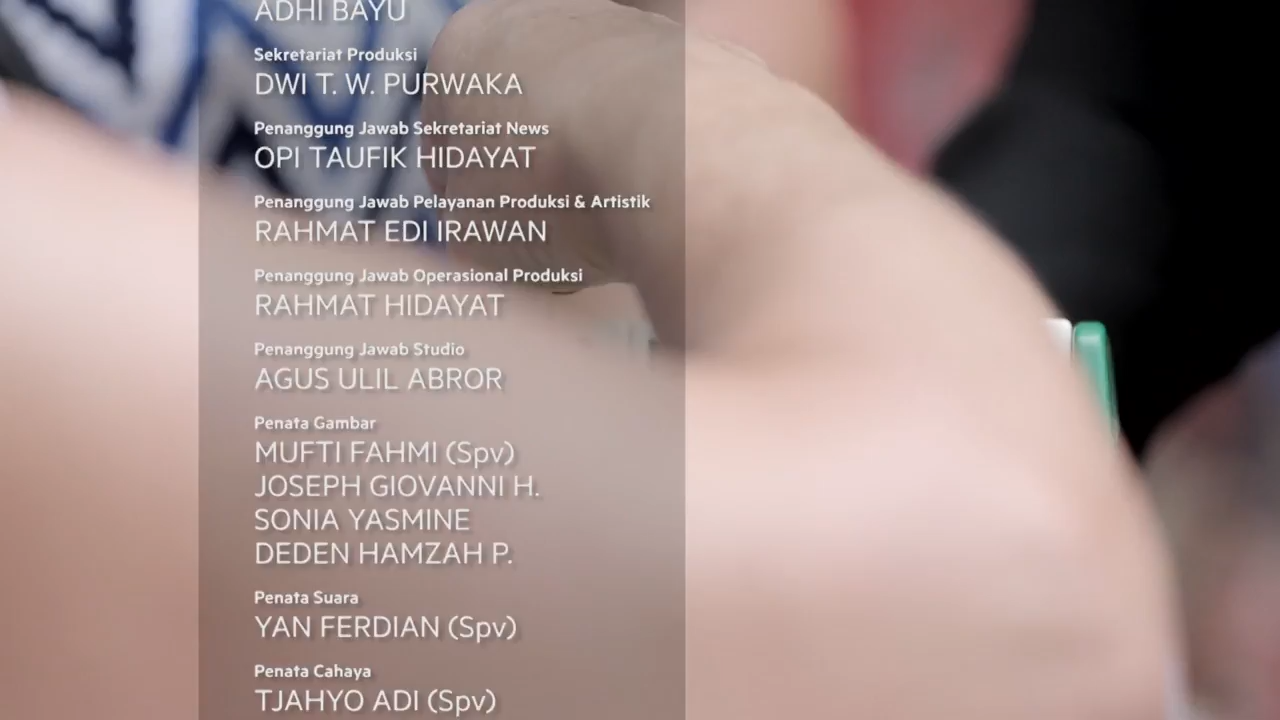 ADHI BAYU
Sekretariat Produksi
DWI T. W. PURWAKA
Penanggung Jawab Sekretariat News
OPI TAUFIK HIDAYAT
Penanggung Jawab Pelayanan Produksi & Artistik
RAHMAT EDI IRAWAN
Penanggung Jawab Operasional Produksi
RAHMAT HIDAYAT
Penanggung Jawab Studio
AGUS ULIL ABROR
Penata Gambar
MUFTI FAHMI (Spv)
JOSEPH GIOVANNI H.
SONIA YASMINE
DEDEN HAMZAH P.
Penata Suara
YAN FERDIAN (Spv)
Penata Cahaya
TJAHYO ADI (Spv)